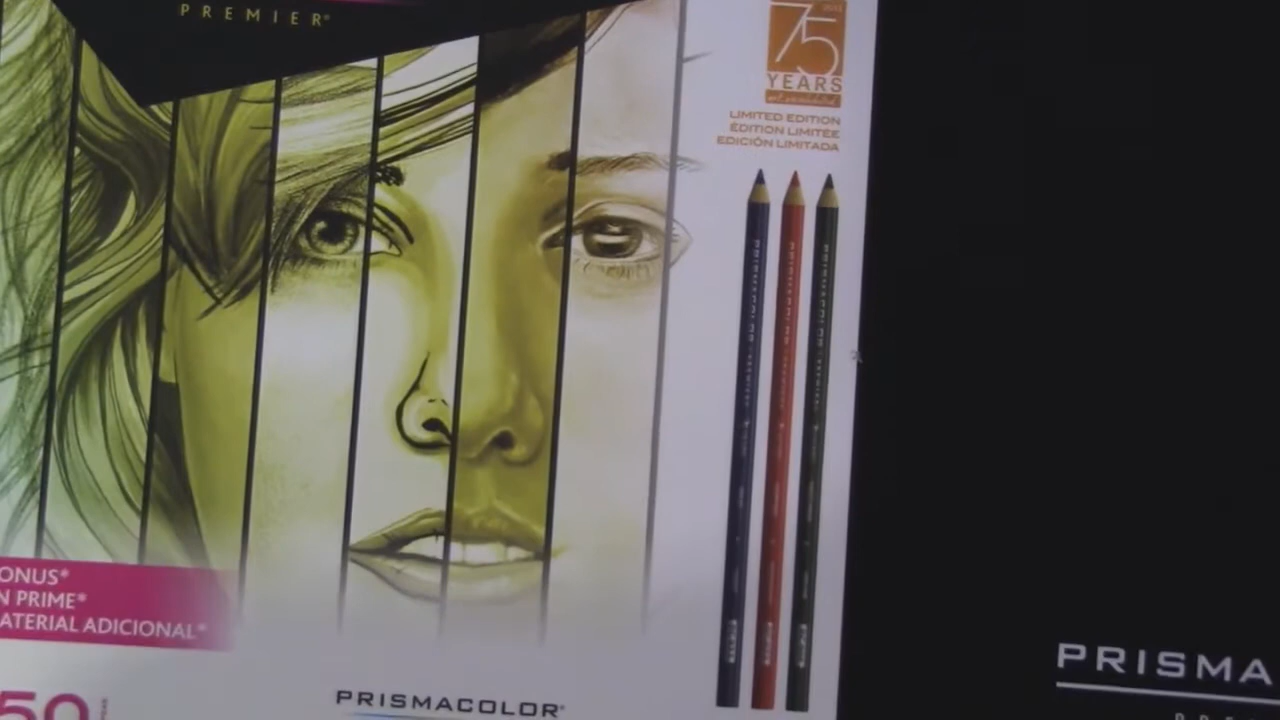 PREMIER®
75
YEARS
LIMITED EDITION
ÉDITION LIMITÉE
EDICIÓN LIMITADA
ONUS*
N PRIME*
ATERIAL ADICIONAL*
50
PRISMACOLOR®
PRISMA